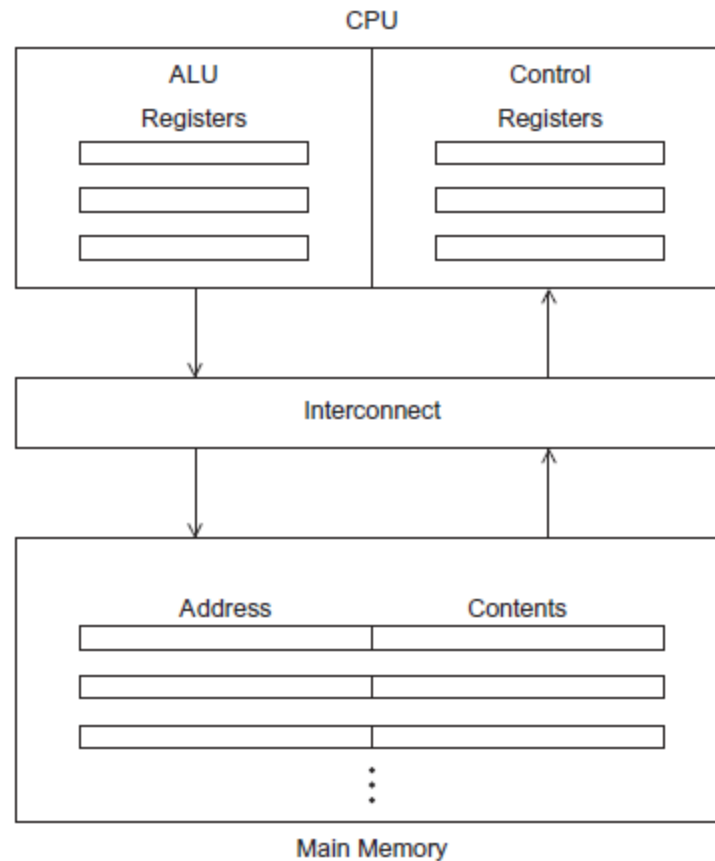 CPU
ALU
Control
Registers
Registers
Interconnect
Address
Contents
Main Memory